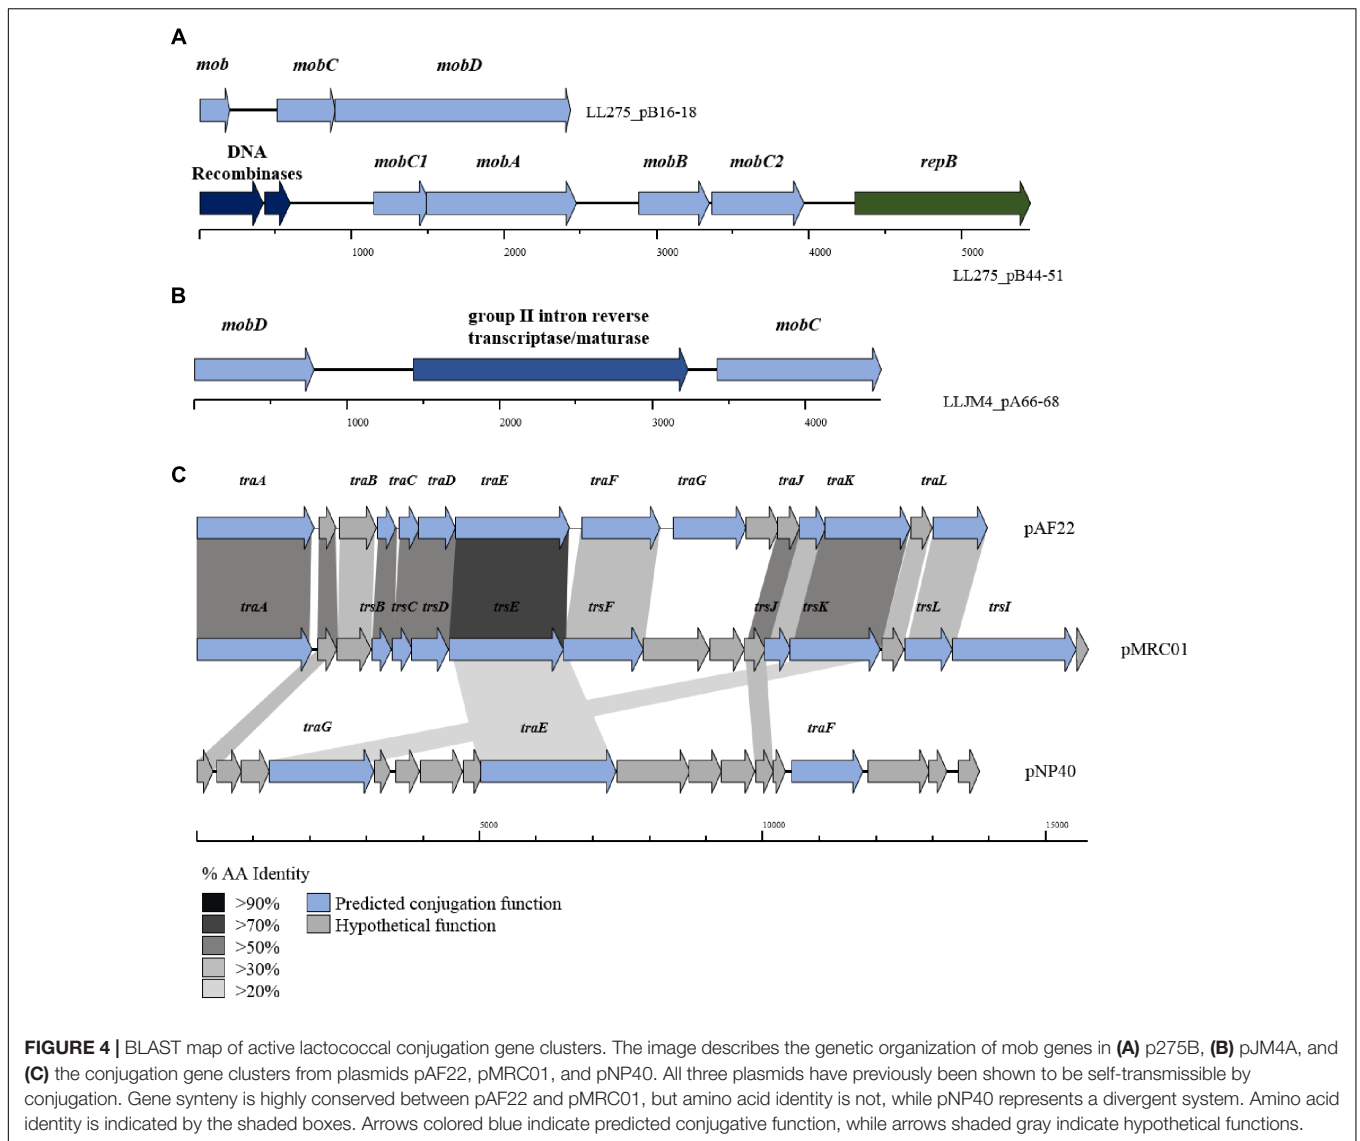 A
mob mobC mobD
LL275_pB16-18
DNA
Recombinases mobC1 mobA mobB mobC2 repB
1000 2000 3000 4000 5000
LL275_pB44-51
B
mobD group II intron reverse transcriptase/maturase mobC
LLJM4_pA66-68
1000 2000 3000 4000
C
traA traB traC traD traE traF traG traJ traK traL
pAF22
traA trsB trsC trsD trsE trsF trsJ trsK trsL trsI
pMRC01
traG traE traF
pNP40
5000 10000 15000
% AA Identity
>90% Predicted conjugation function
>70% Hypothetical function
>50%
>30%
>20%
FIGURE 4 | BLAST map of active lactococcal conjugation gene clusters. The image describes the genetic organization of mob genes in (A) p275B, (B) pJM4A, and
(C) the conjugation gene clusters from plasmids pAF22, pMRC01, and pNP40. All three plasmids have previously been shown to be self-transmissible by
conjugation. Gene synteny is highly conserved between pAF22 and pMRC01, but amino acid identity is not, while pNP40 represents a divergent system. Amino acid
identity is indicated by the shaded boxes. Arrows colored blue indicate predicted conjugative function, while arrows shaded gray indicate hypothetical functions.